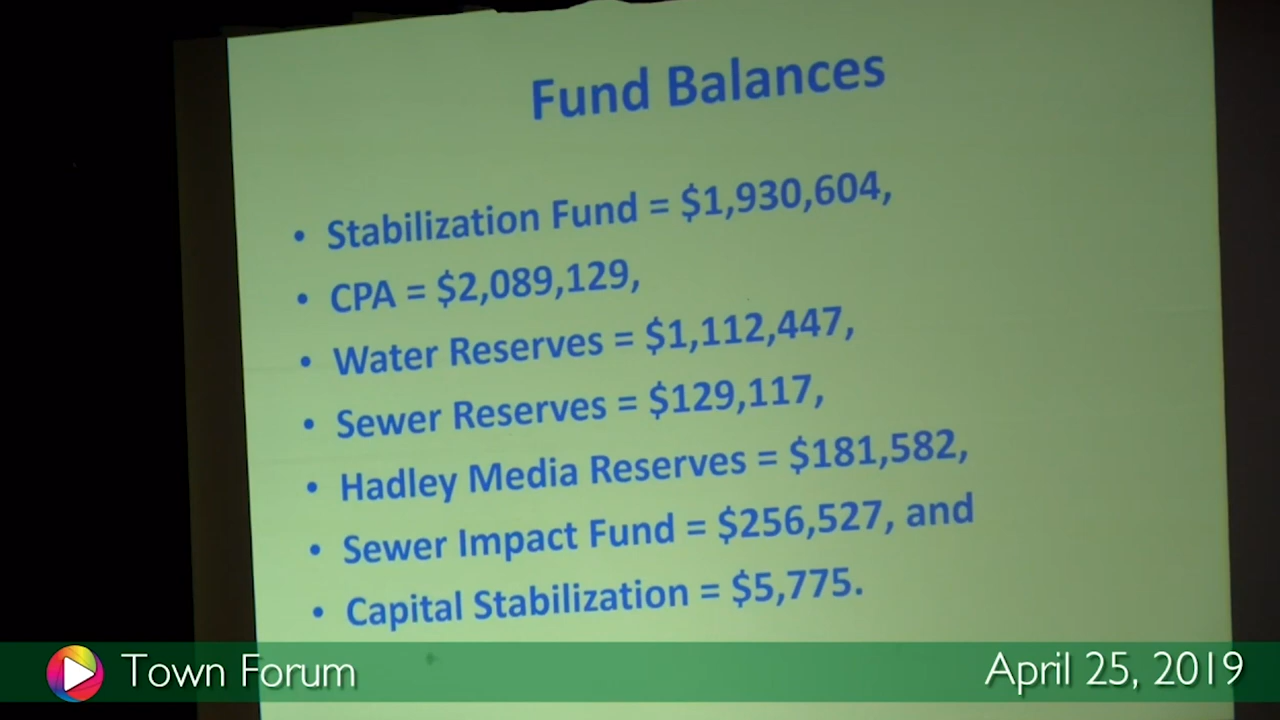 Fund Balances
• Stabilization Fund = $1,930,604,
• CPA = $2,089,129,
• Water Reserves = $1,112,447,
• Sewer Reserves = $129,117,
• Hadley Media Reserves = $181,582,
• Sewer Impact Fund = $256,527, and
• Capital Stabilization = $5,775.
Town Forum
April 25, 2019